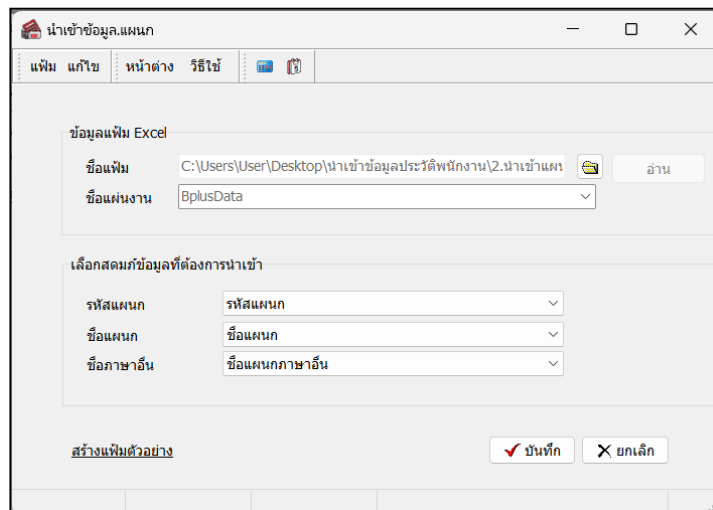 นำเข้าข้อมูล.แผนก
แฟ้ม แก้ไข หน้าต่าง วิธีใช้
ข้อมูลแฟ้ม Excel
ชื่อแฟ้ม C:\Users\User\Desktop\นำเข้าข้อมูลประวัติพนักงาน\2.นำเข้าแผน อ่าน
ชื่อแผ่นงาน BplusData
เลือกสดมภ์ข้อมูลที่ต้องการนำเข้า
รหัสแผนก รหัสแผนก
ชื่อแผนก ชื่อแผนก
ชื่อภาษาอื่น ชื่อแผนกภาษาอื่น
สร้างแฟ้มตัวอย่าง บันทึก ยกเลิก